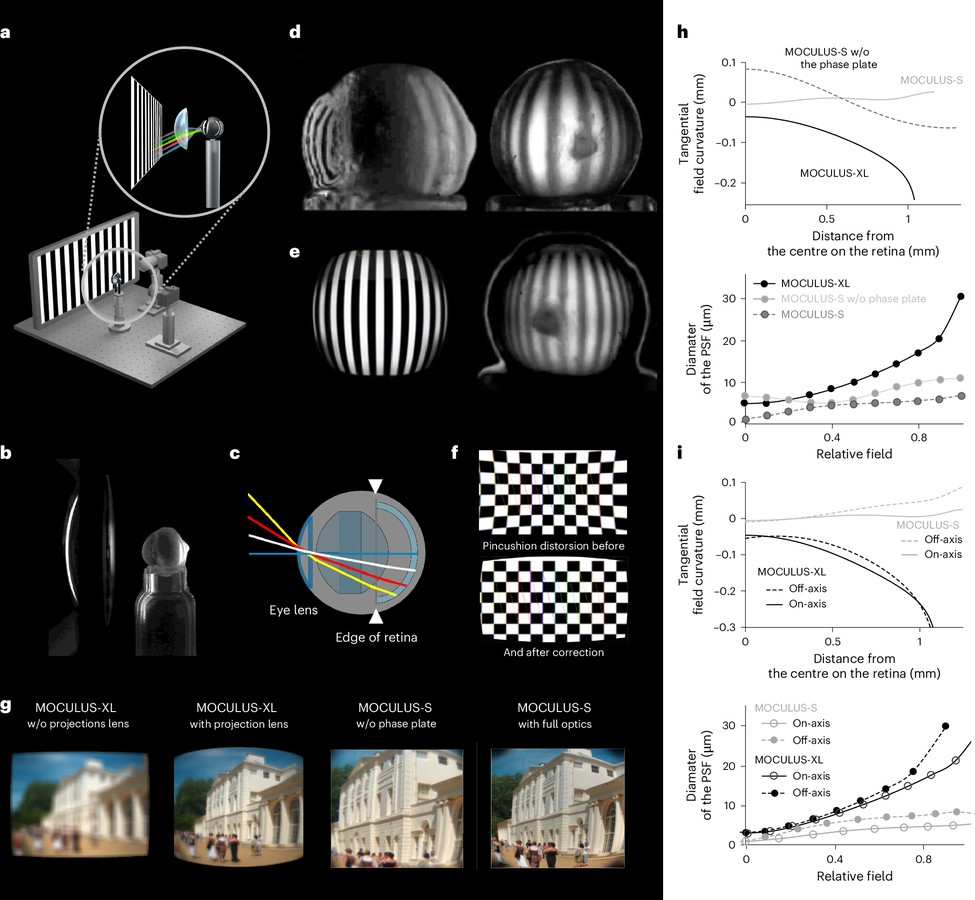 a
b
c
Eye lens
Edge of retina
d
e
f
Pincushion distorsion before
And after correction
g
MOCULUS-XL
w/o projections lens
MOCULUS-XL
with projection lens
MOCULUS-S
w/o phase plate
MOCULUS-S
with full optics
h
MOCULUS-S w/o
the phase plate
MOCULUS-S
MOCULUS-XL
Tangential
field curvature (mm)
0.1
0
–0.1
–0.2
0
0.5
1
Distance from
the centre on the retina (mm)
MOCULUS-XL
MOCULUS-S w/o phase plate
MOCULUS-S
Diamater
of the PSF (μm)
30
20
10
0
0
0.4
0.8
Relative field
i
Tangential
field curvature (mm)
0.1
0
–0.1
–0.2
–0.3
MOCULUS-S
Off-axis
On-axis
MOCULUS-XL
Off-axis
On-axis
0
0.5
1
Distance from
the centre on the retina (mm)
MOCULUS-S
On-axis
Off-axis
MOCULUS-XL
On-axis
Off-axis
Diamater
of the PSF (μm)
30
20
10
0
0
0.4
0.8
Relative field